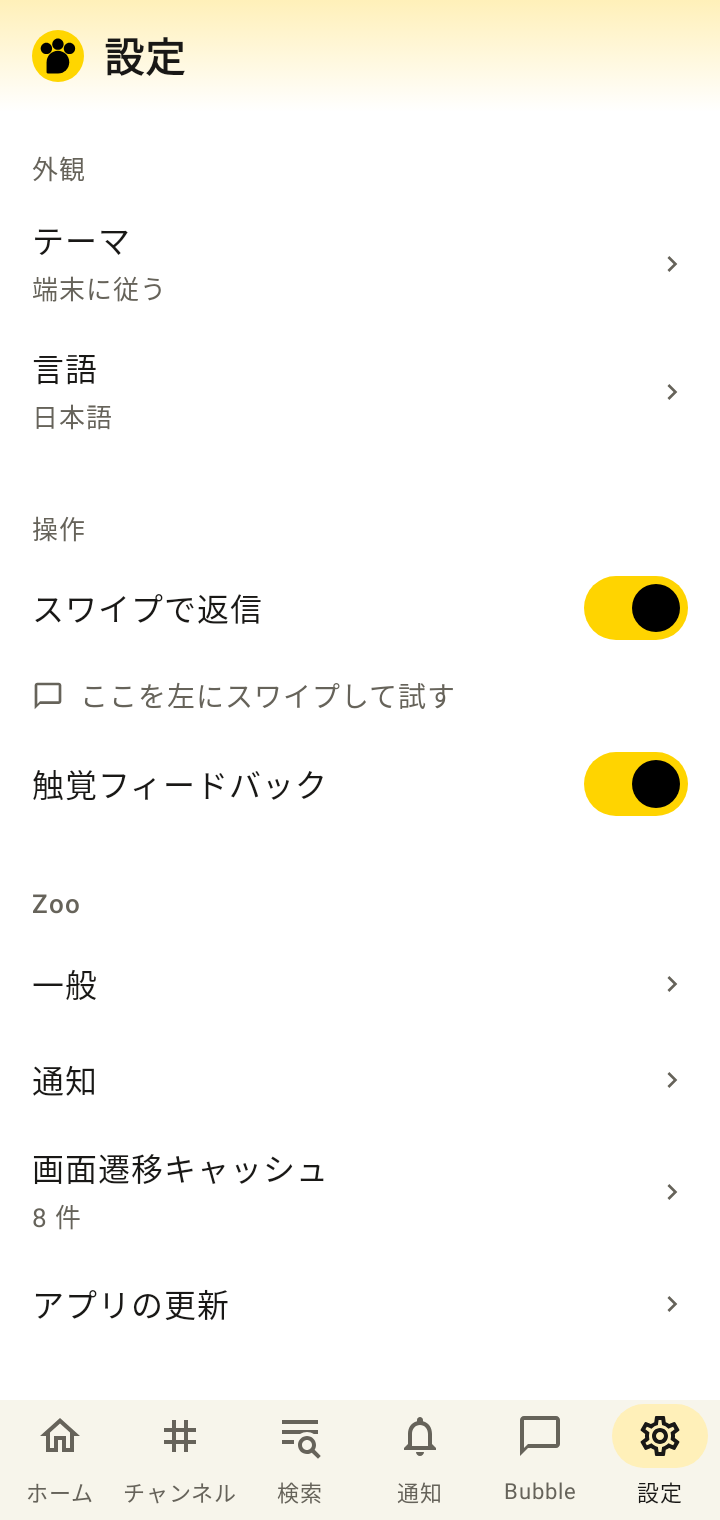 設定
外観
テーマ
端末に従う
言語
日本語
操作
スワイプで返信
ここを左にスワイプして試す
触覚フィードバック
Zoo
一般
通知
画面遷移キャッシュ
8 件
アプリの更新
ホーム
チャンネル
検索
通知
Bubble
設定